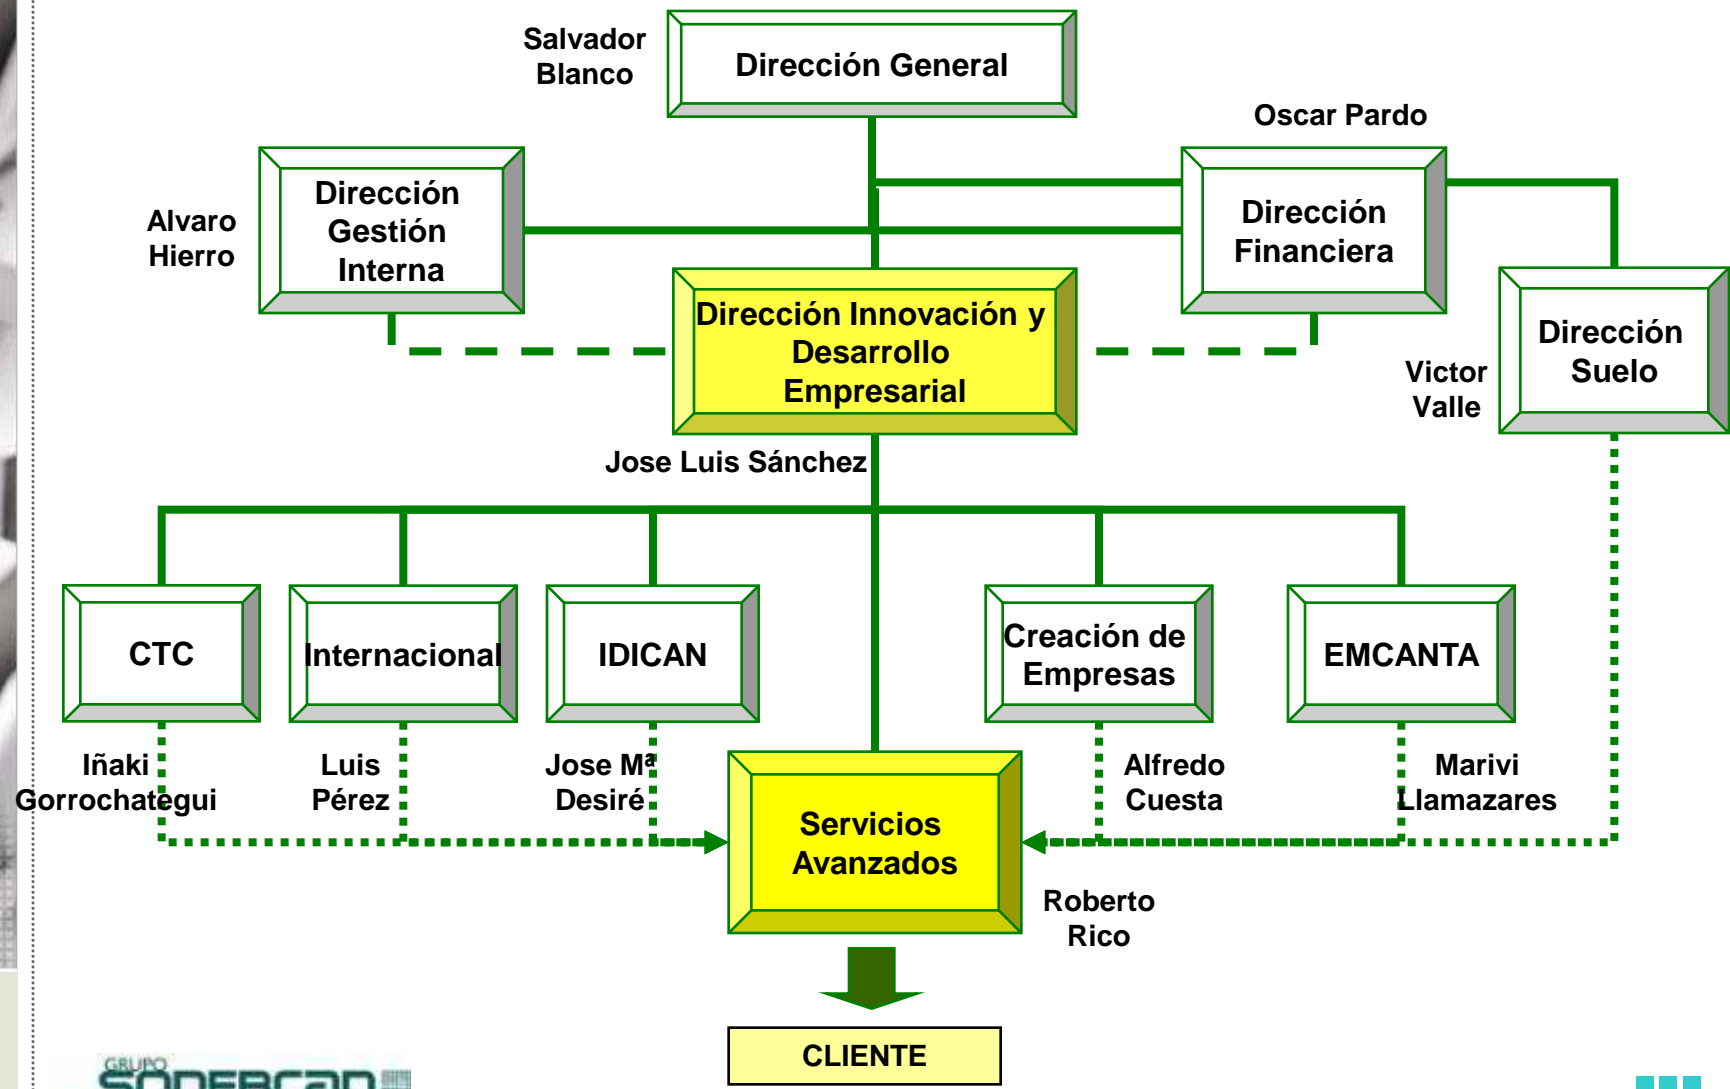 Salvador
Blanco
Dirección General
Oscar Pardo
Alvaro
Hierro
Dirección
Gestión
Interna
Dirección
Financiera
Dirección Innovación y
Desarrollo
Empresarial
Dirección
Suelo
Victor
Valle
Jose Luis Sánchez
CTC
Internacional
IDICAN
Creación de
Empresas
EMCANTA
Iñaki
Gorrochategui
Luis
Pérez
Jose Mª
Desiré
Alfredo
Cuesta
Marivi
Llamazares
Servicios
Avanzados
Roberto
Rico
CLIENTE
GRUPO
SODERCAN